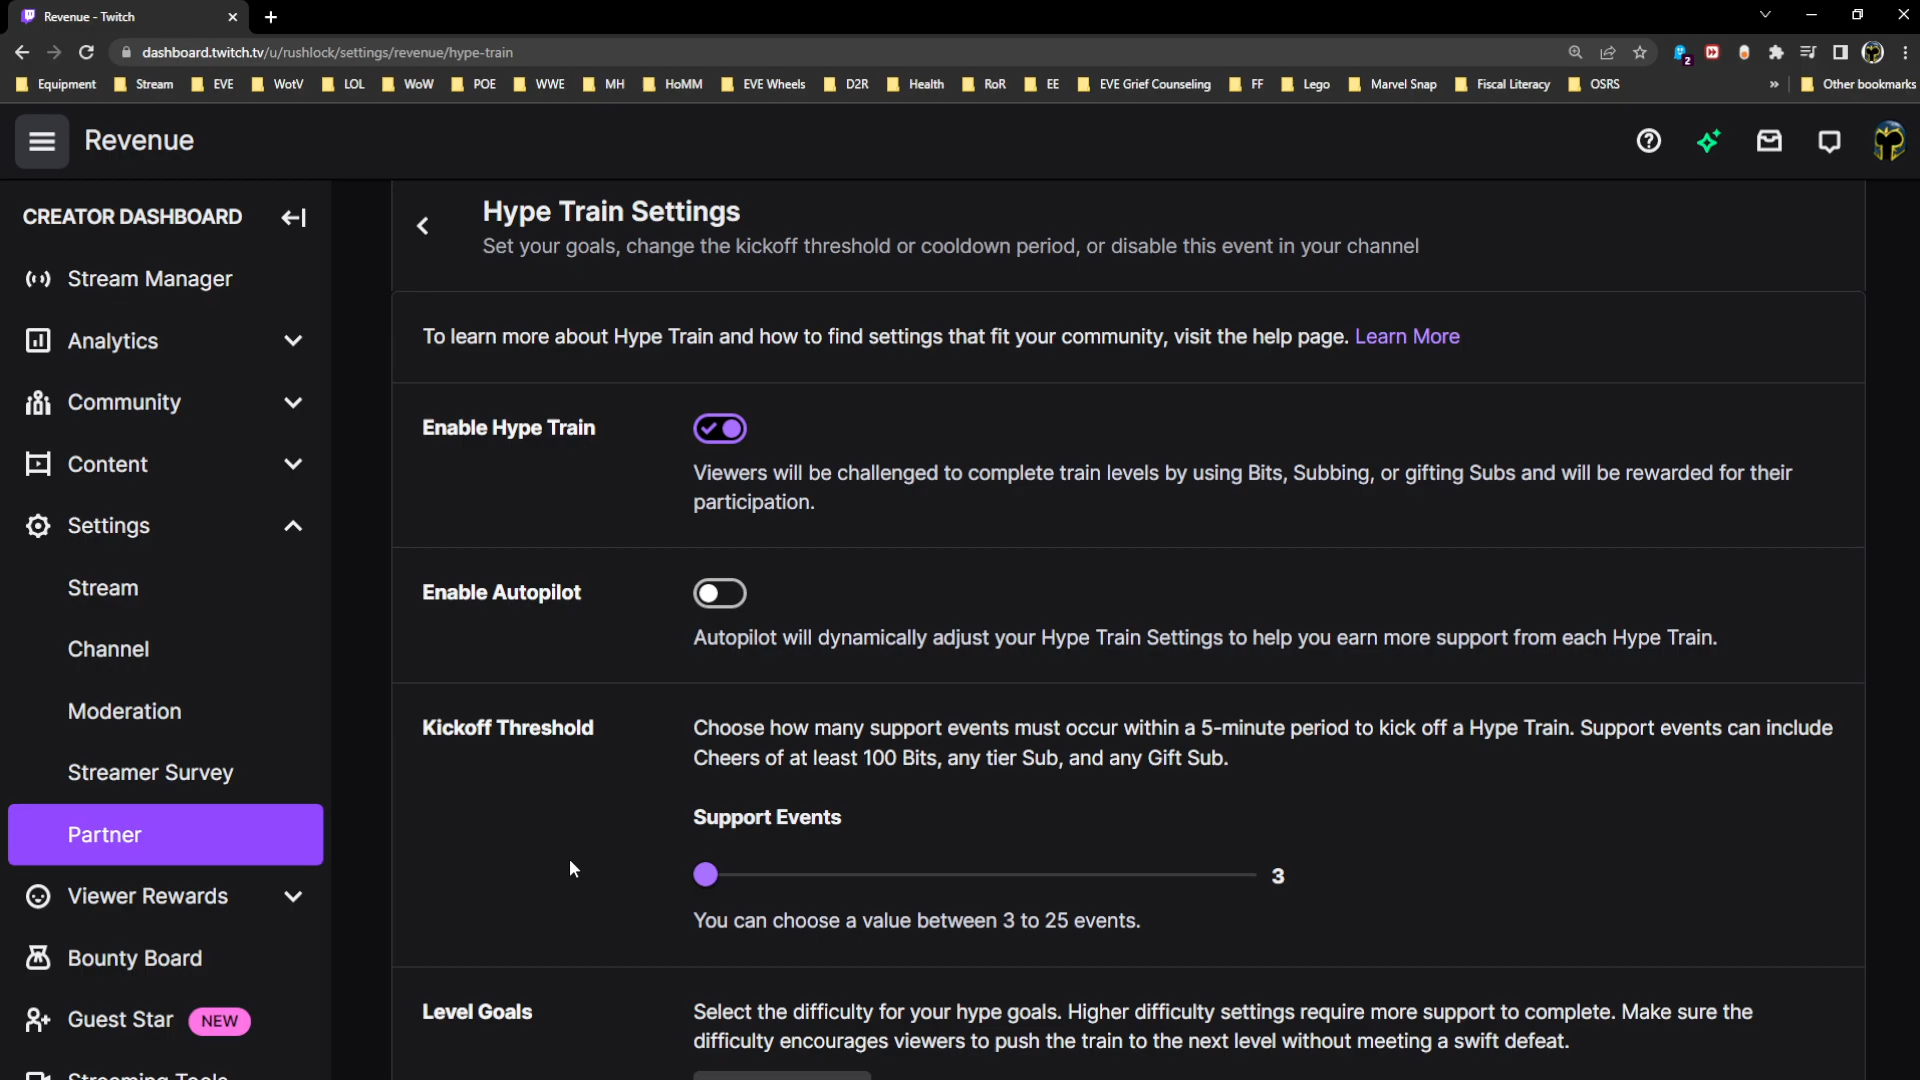 Revenue - Twitch
dashboard.twitch.tv/u/rushlock/settings/revenue/hype-train
2
Equipment Stream EVE WotV LOL WoW POE WWE MH HoMM EVE Wheels D2R Health RoR EE EVE Grief Counseling FF Lego Marvel Snap Fiscal Literacy OSRS » Other bookmarks
Revenue
CREATOR DASHBOARD
Stream Manager
Analytics
Community
Content
Settings
Stream
Channel
Moderation
Streamer Survey
Partner
Viewer Rewards
Bounty Board
Guest Star NEW
Streaming Tools
Hype Train Settings
Set your goals, change the kickoff threshold or cooldown period, or disable this event in your channel
To learn more about Hype Train and how to find settings that fit your community, visit the help page. Learn More
Enable Hype Train
Viewers will be challenged to complete train levels by using Bits, Subbing, or gifting Subs and will be rewarded for their
participation.
Enable Autopilot
Autopilot will dynamically adjust your Hype Train Settings to help you earn more support from each Hype Train.
Kickoff Threshold
Choose how many support events must occur within a 5-minute period to kick off a Hype Train. Support events can include
Cheers of at least 100 Bits, any tier Sub, and any Gift Sub.
Support Events
3
You can choose a value between 3 to 25 events.
Level Goals
Select the difficulty for your hype goals. Higher difficulty settings require more support to complete. Make sure the
difficulty encourages viewers to push the train to the next level without meeting a swift defeat.